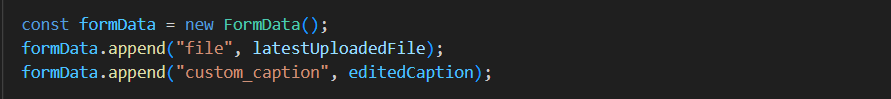 const formData = new FormData();
formData.append("file", latestUploadedFile);
formData.append("custom_caption", editedCaption);